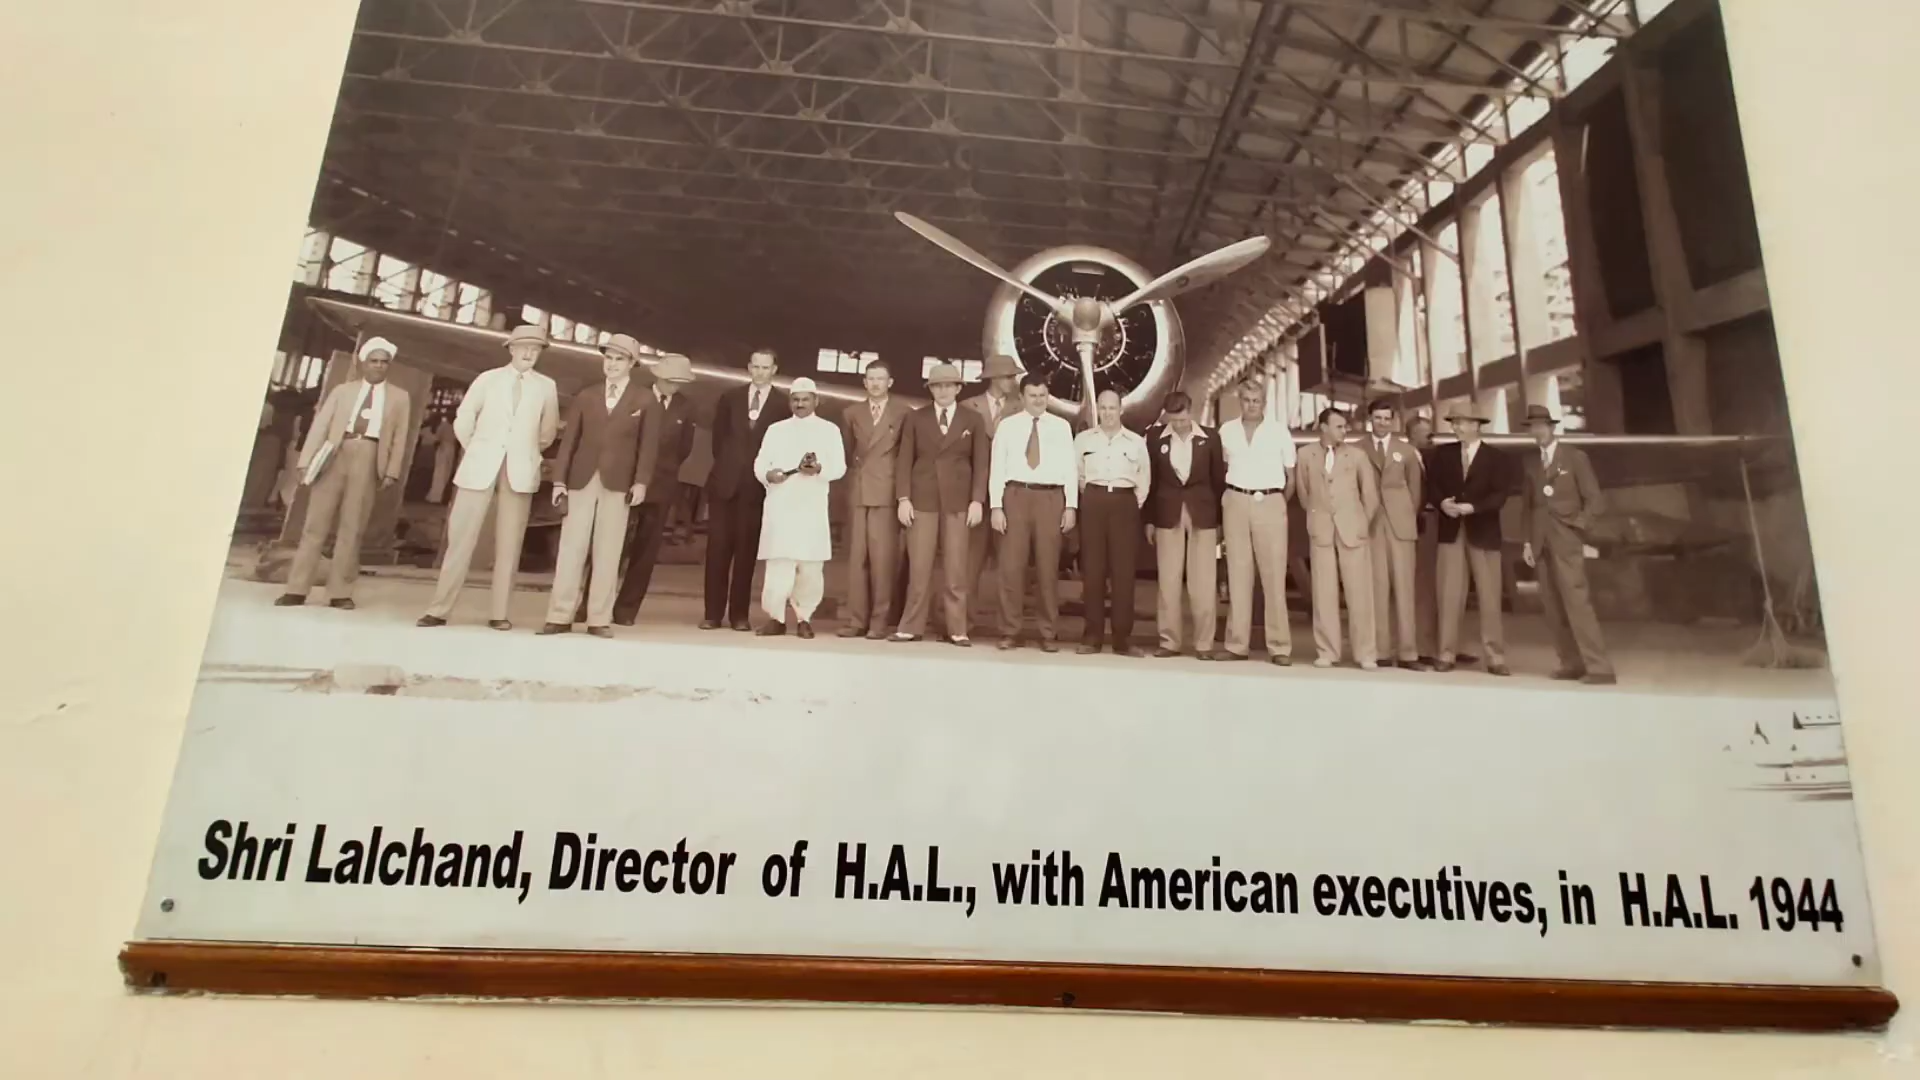 Shri Lalchand, Director of H.A.L., with American executives, in H.A.L. 1944